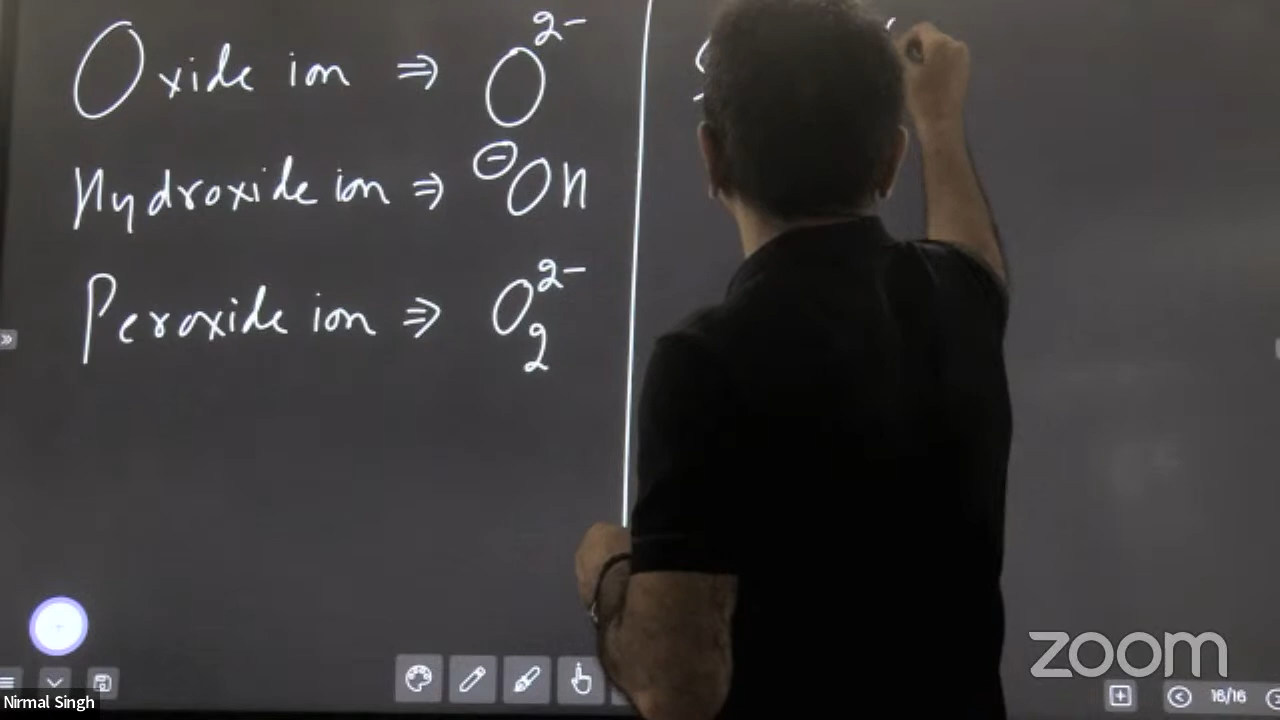 Oxide ion ⇒ O²⁻
Hydroxide ion ⇒ ⊖OH
Peroxide ion ⇒ O₂²⁻
zoom
Nirmal Singh
16/16